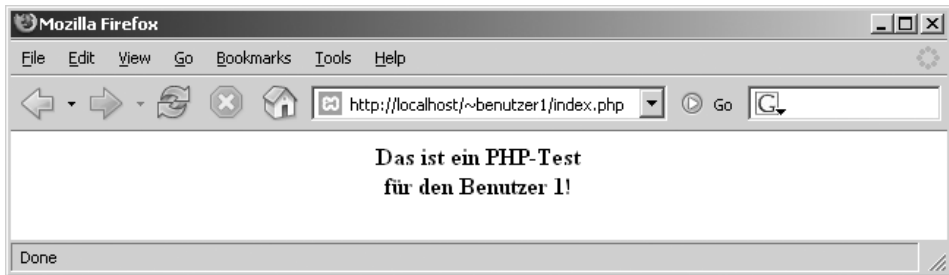 Mozilla Firefox
File Edit View Go Bookmarks Tools Help
http://localhost/~benutzer1/index.php Go G
Das ist ein PHP-Test
für den Benutzer 1!
Done